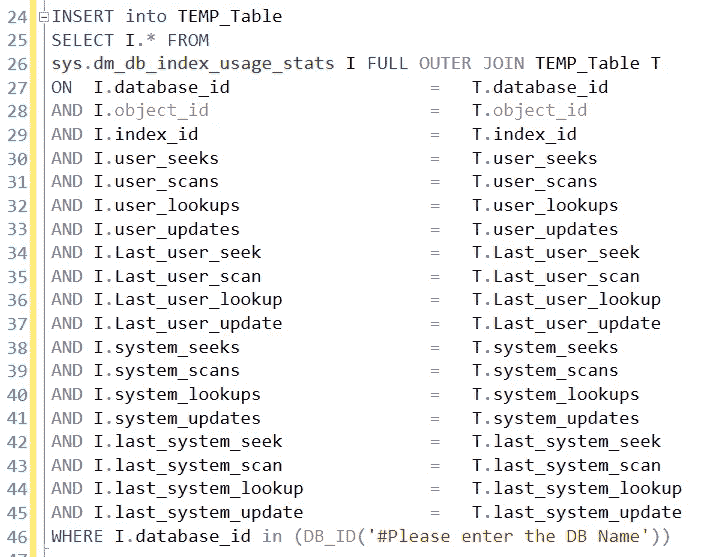 24 INSERT into TEMP_Table
25 SELECT I.* FROM
26 sys.dm_db_index_usage_stats I FULL OUTER JOIN TEMP_Table T
27 ON I.database_id = T.database_id
28 AND I.object_id = T.object_id
29 AND I.index_id = T.index_id
30 AND I.user_seeks = T.user_seeks
31 AND I.user_scans = T.user_scans
32 AND I.user_lookups = T.user_lookups
33 AND I.user_updates = T.user_updates
34 AND I.Last_user_seek = T.Last_user_seek
35 AND I.Last_user_scan = T.Last_user_scan
36 AND I.Last_user_lookup = T.Last_user_lookup
37 AND I.Last_user_update = T.Last_user_update
38 AND I.system_seeks = T.system_seeks
39 AND I.system_scans = T.system_scans
40 AND I.system_lookups = T.system_lookups
41 AND I.system_updates = T.system_updates
42 AND I.last_system_seek = T.last_system_seek
43 AND I.last_system_scan = T.last_system_scan
44 AND I.last_system_lookup = T.last_system_lookup
45 AND I.last_system_update = T.last_system_update
46 WHERE I.database_id in (DB_ID('#Please enter the DB Name'))